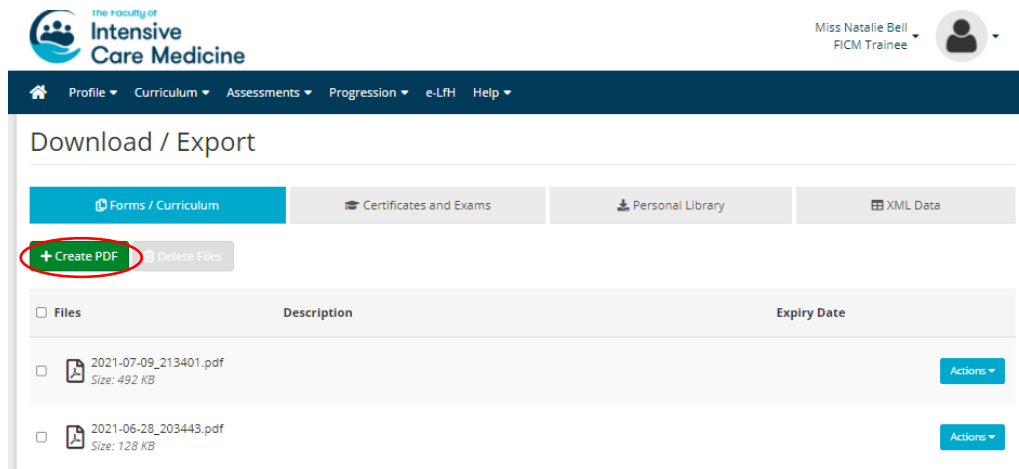 The Faculty of
Intensive
Care Medicine
Miss Natalie Bell
FICM Trainee
Profile Curriculum Assessments Progression e-LfH Help
Download / Export
Forms / Curriculum Certificates and Exams Personal Library XML Data
+ Create PDF Delete Files
Files Description Expiry Date
2021-07-09_213401.pdf
Size: 492 KB
Actions
2021-06-28_203443.pdf
Size: 128 KB
Actions